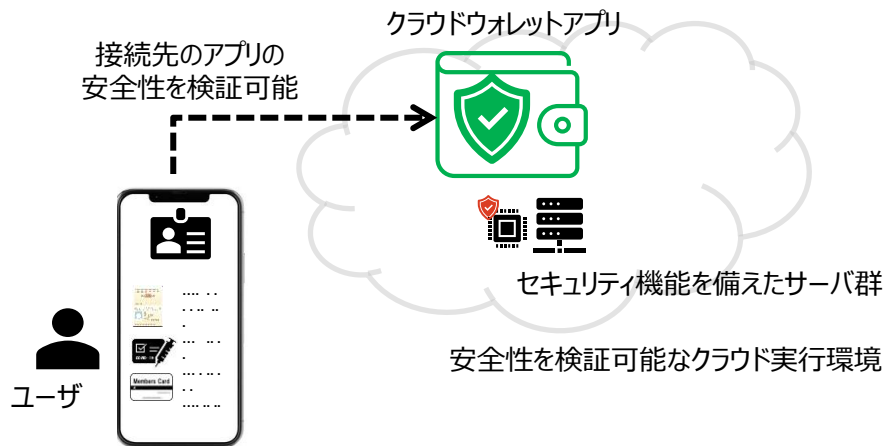 クラウドウォレットアプリ
接続先のアプリの
安全性を検証可能
セキュリティ機能を備えたサーバ群
安全性を検証可能なクラウド実行環境
ユーザ
Members Card